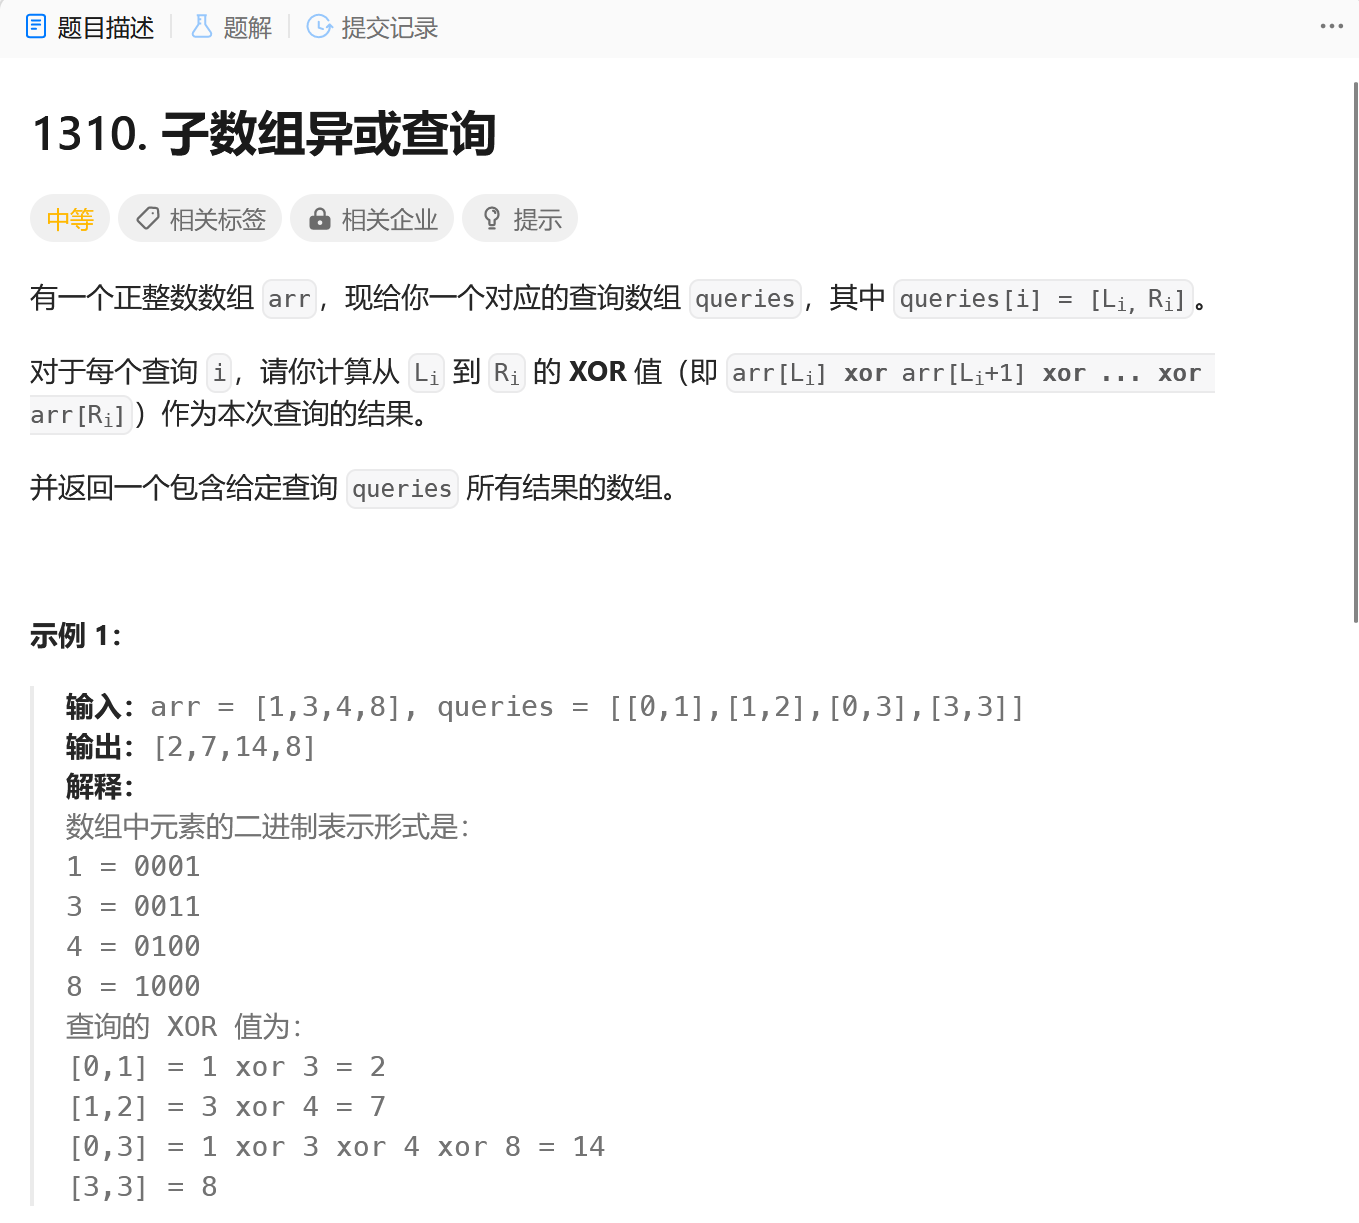 题目描述 题解 提交记录
1310. 子数组异或查询
中等 相关标签 相关企业 提示
有一个正整数数组 arr，现给你一个对应的查询数组 queries，其中 queries[i] = [Li, Ri]。
对于每个查询 i，请你计算从 Li 到 Ri 的 XOR 值（即 arr[Li] xor arr[Li+1] xor ... xor
arr[Ri]）作为本次查询的结果。
并返回一个包含给定查询 queries 所有结果的数组。
示例 1：
输入：arr = [1,3,4,8], queries = [[0,1],[1,2],[0,3],[3,3]]
输出：[2,7,14,8]
解释：
数组中元素的二进制表示形式是：
1 = 0001
3 = 0011
4 = 0100
8 = 1000
查询的 XOR 值为：
[0,1] = 1 xor 3 = 2
[1,2] = 3 xor 4 = 7
[0,3] = 1 xor 3 xor 4 xor 8 = 14
[3,3] = 8